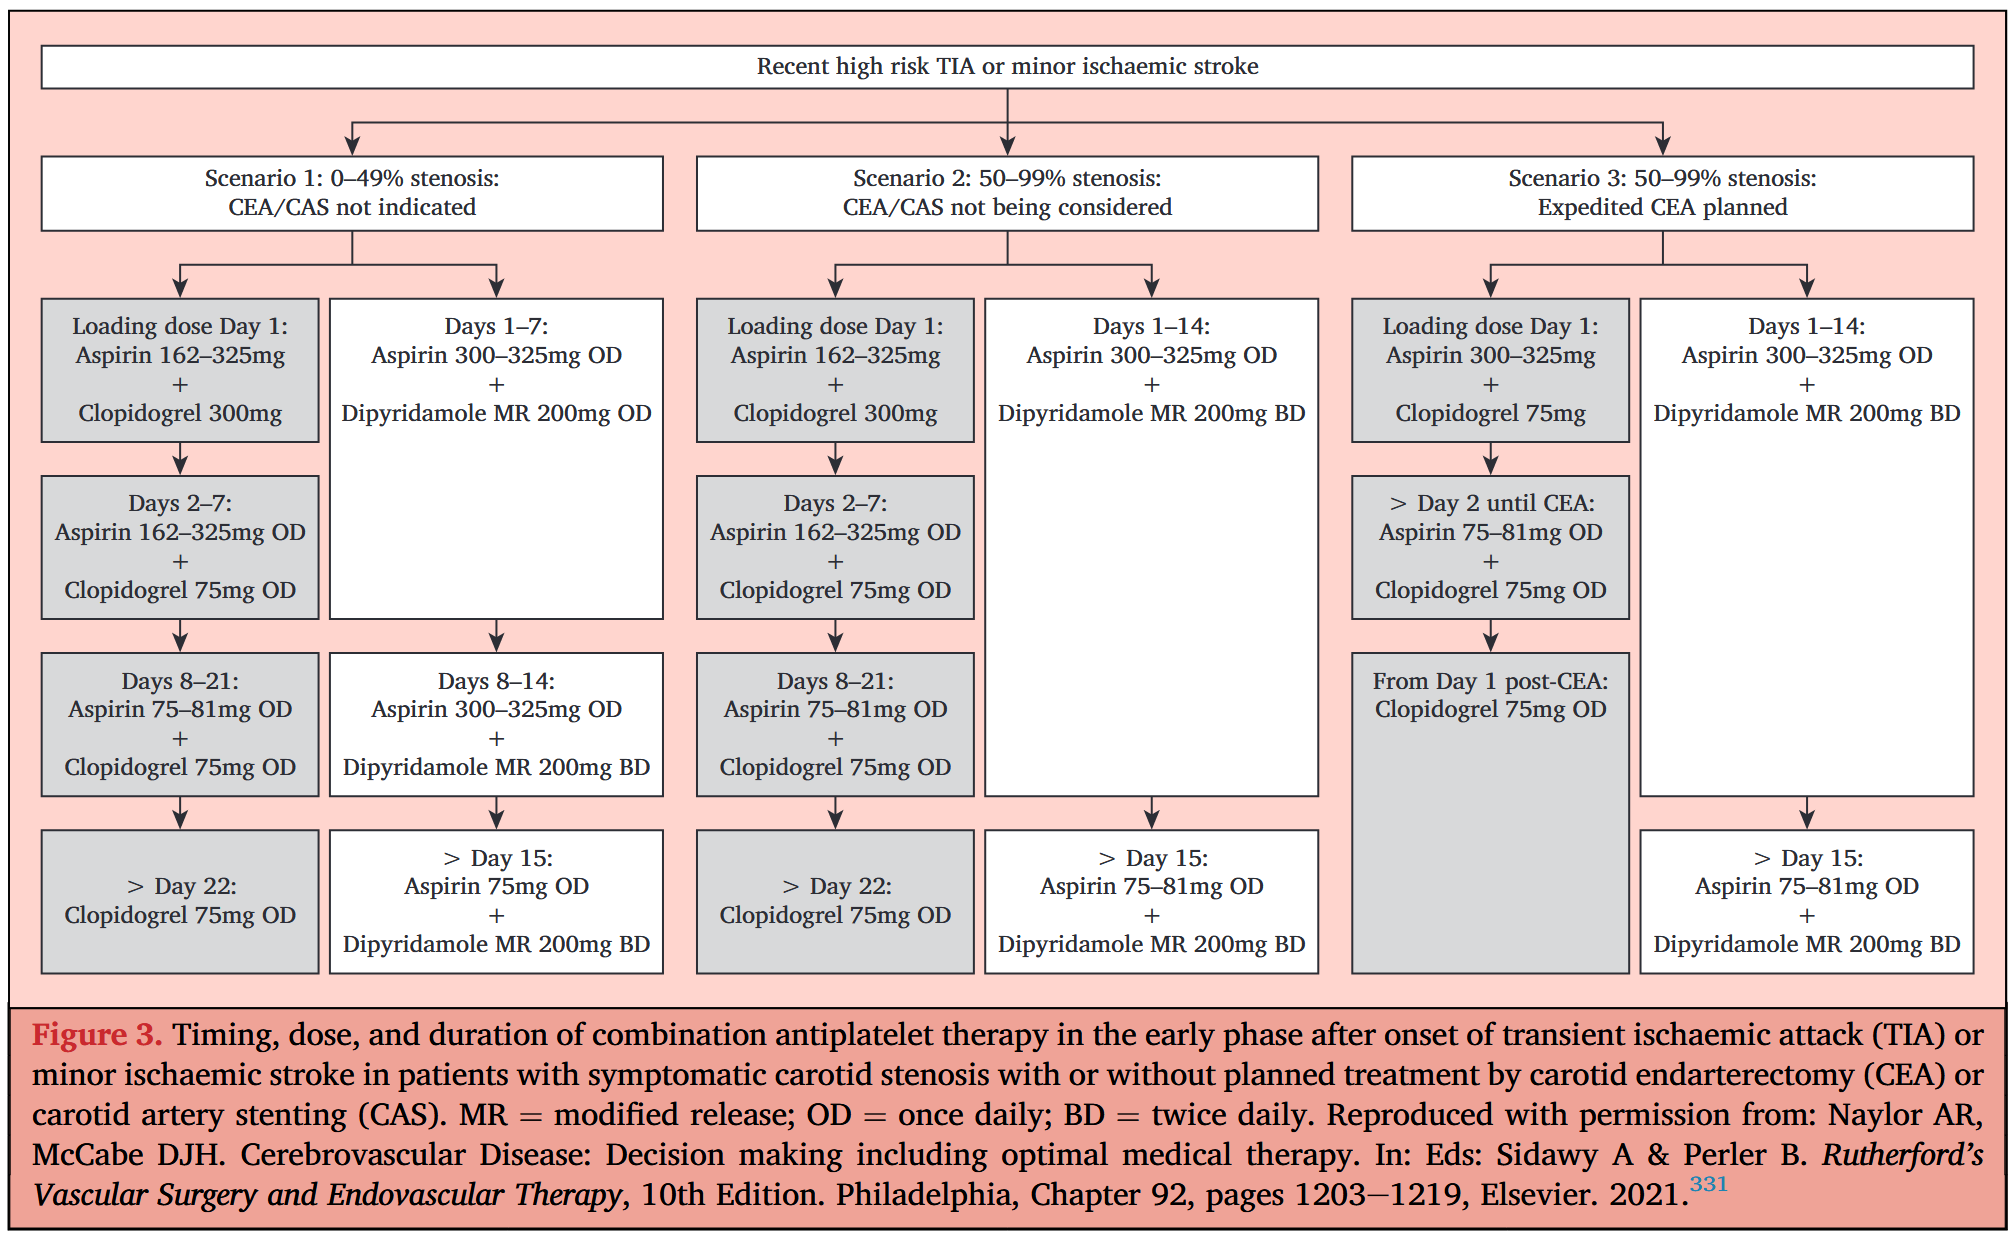 Recent high risk TIA or minor ischaemic stroke
Scenario 1: 0–49% stenosis:
CEA/CAS not indicated
Scenario 2: 50–99% stenosis:
CEA/CAS not being considered
Scenario 3: 50–99% stenosis:
Expedited CEA planned
Loading dose Day 1:
Aspirin 162–325mg
+
Clopidogrel 300mg
Days 2–7:
Aspirin 162–325mg OD
+
Clopidogrel 75mg OD
Days 8–21:
Aspirin 75–81mg OD
+
Clopidogrel 75mg OD
> Day 22:
Clopidogrel 75mg OD
Days 1–7:
Aspirin 300–325mg OD
+
Dipyridamole MR 200mg OD
Days 8–14:
Aspirin 300–325mg OD
+
Dipyridamole MR 200mg BD
> Day 15:
Aspirin 75mg OD
+
Dipyridamole MR 200mg BD
Loading dose Day 1:
Aspirin 162–325mg
+
Clopidogrel 300mg
Days 2–7:
Aspirin 162–325mg OD
+
Clopidogrel 75mg OD
Days 8–21:
Aspirin 75–81mg OD
+
Clopidogrel 75mg OD
> Day 22:
Clopidogrel 75mg OD
Days 1–14:
Aspirin 300–325mg OD
+
Dipyridamole MR 200mg BD
> Day 15:
Aspirin 75–81mg OD
+
Dipyridamole MR 200mg BD
Loading dose Day 1:
Aspirin 300–325mg
+
Clopidogrel 75mg
> Day 2 until CEA:
Aspirin 75–81mg OD
+
Clopidogrel 75mg OD
From Day 1 post-CEA:
Clopidogrel 75mg OD
Days 1–14:
Aspirin 300–325mg OD
+
Dipyridamole MR 200mg BD
> Day 15:
Aspirin 75–81mg OD
+
Dipyridamole MR 200mg BD
Figure 3. Timing, dose, and duration of combination antiplatelet therapy in the early phase after onset of transient ischaemic attack (TIA) or
minor ischaemic stroke in patients with symptomatic carotid stenosis with or without planned treatment by carotid endarterectomy (CEA) or
carotid artery stenting (CAS). MR = modified release; OD = once daily; BD = twice daily. Reproduced with permission from: Naylor AR,
McCabe DJH. Cerebrovascular Disease: Decision making including optimal medical therapy. In: Eds: Sidawy A & Perler B. Rutherford's
Vascular Surgery and Endovascular Therapy, 10th Edition. Philadelphia, Chapter 92, pages 1203–1219, Elsevier. 2021.331